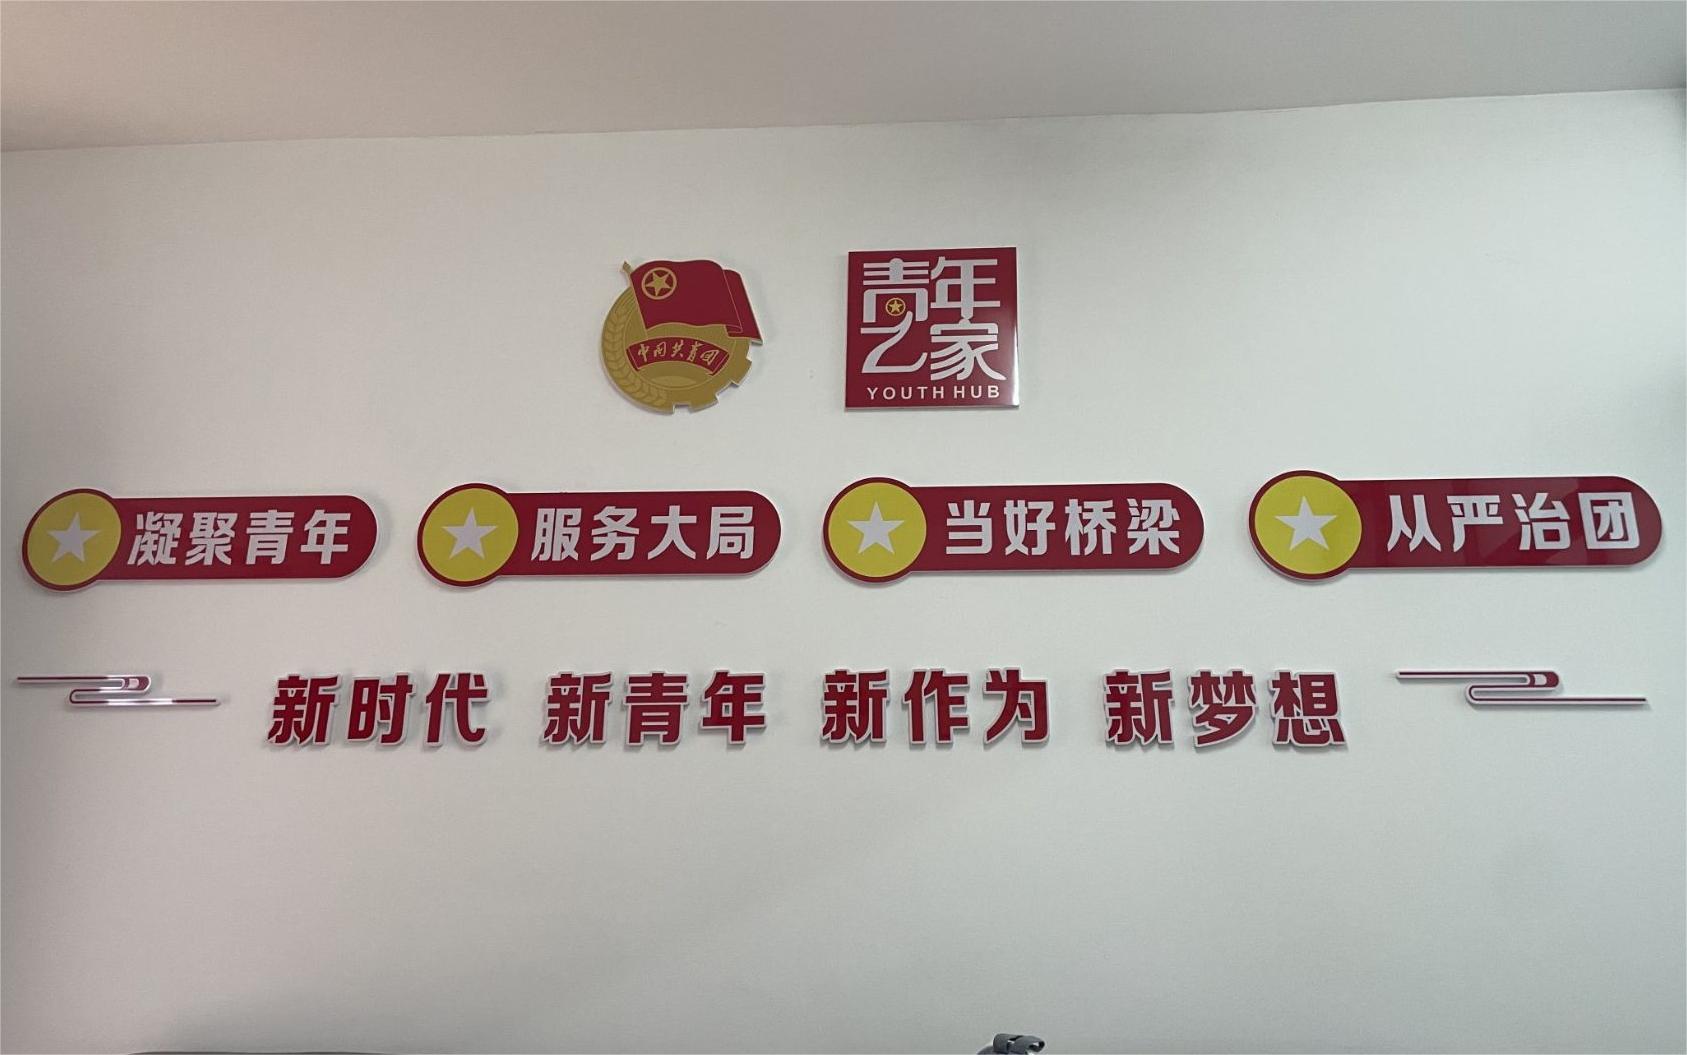 中国共青团
青年
之家
YOUTH HUB
凝聚青年 服务大局 当好桥梁 从严治团
新时代 新青年 新作为 新梦想